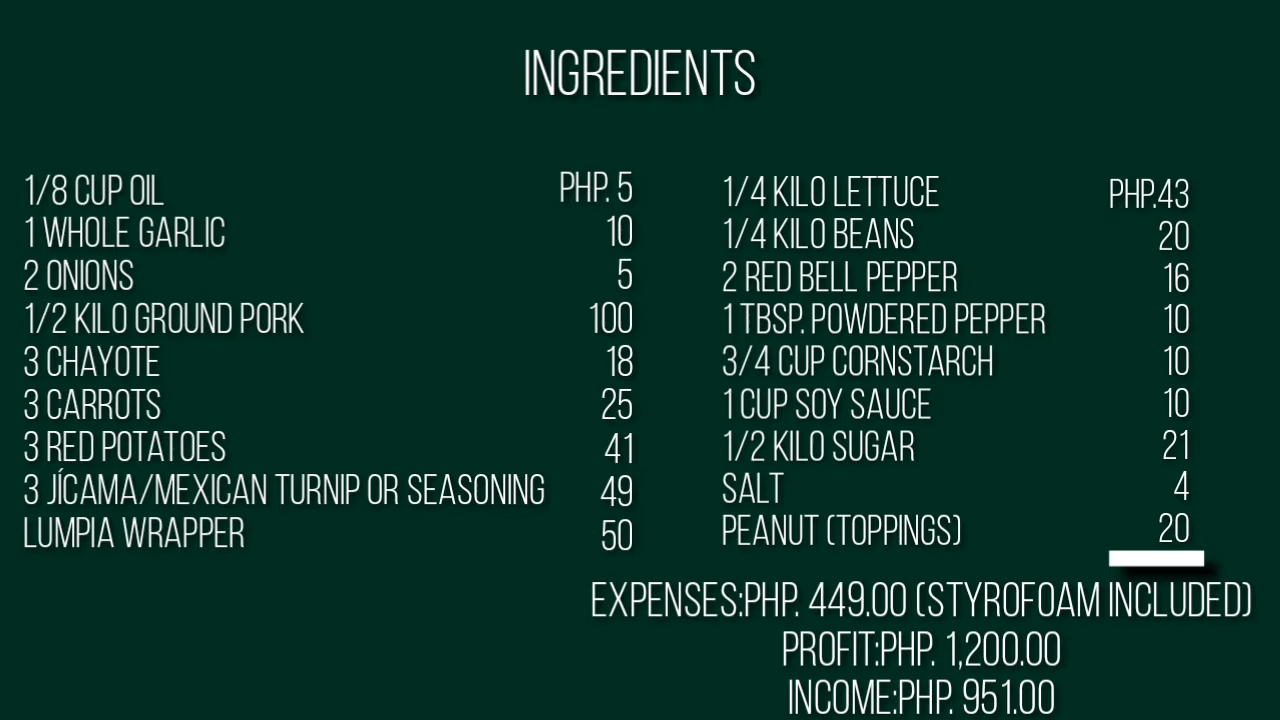 INGREDIENTS
1/8 CUP OIL PHP. 5
1 WHOLE GARLIC 10
2 ONIONS 5
1/2 KILO GROUND PORK 100
3 CHAYOTE 18
3 CARROTS 25
3 RED POTATOES 41
3 JÍCAMA/MEXICAN TURNIP OR SEASONING 49
LUMPIA WRAPPER 50
1/4 KILO LETTUCE PHP.43
1/4 KILO BEANS 20
2 RED BELL PEPPER 16
1 TBSP. POWDERED PEPPER 10
3/4 CUP CORNSTARCH 10
1 CUP SOY SAUCE 10
1/2 KILO SUGAR 21
SALT 4
PEANUT (TOPPINGS) 20
EXPENSES:PHP. 449.00 (STYROFOAM INCLUDED)
PROFIT:PHP. 1,200.00
INCOME:PHP. 951.00